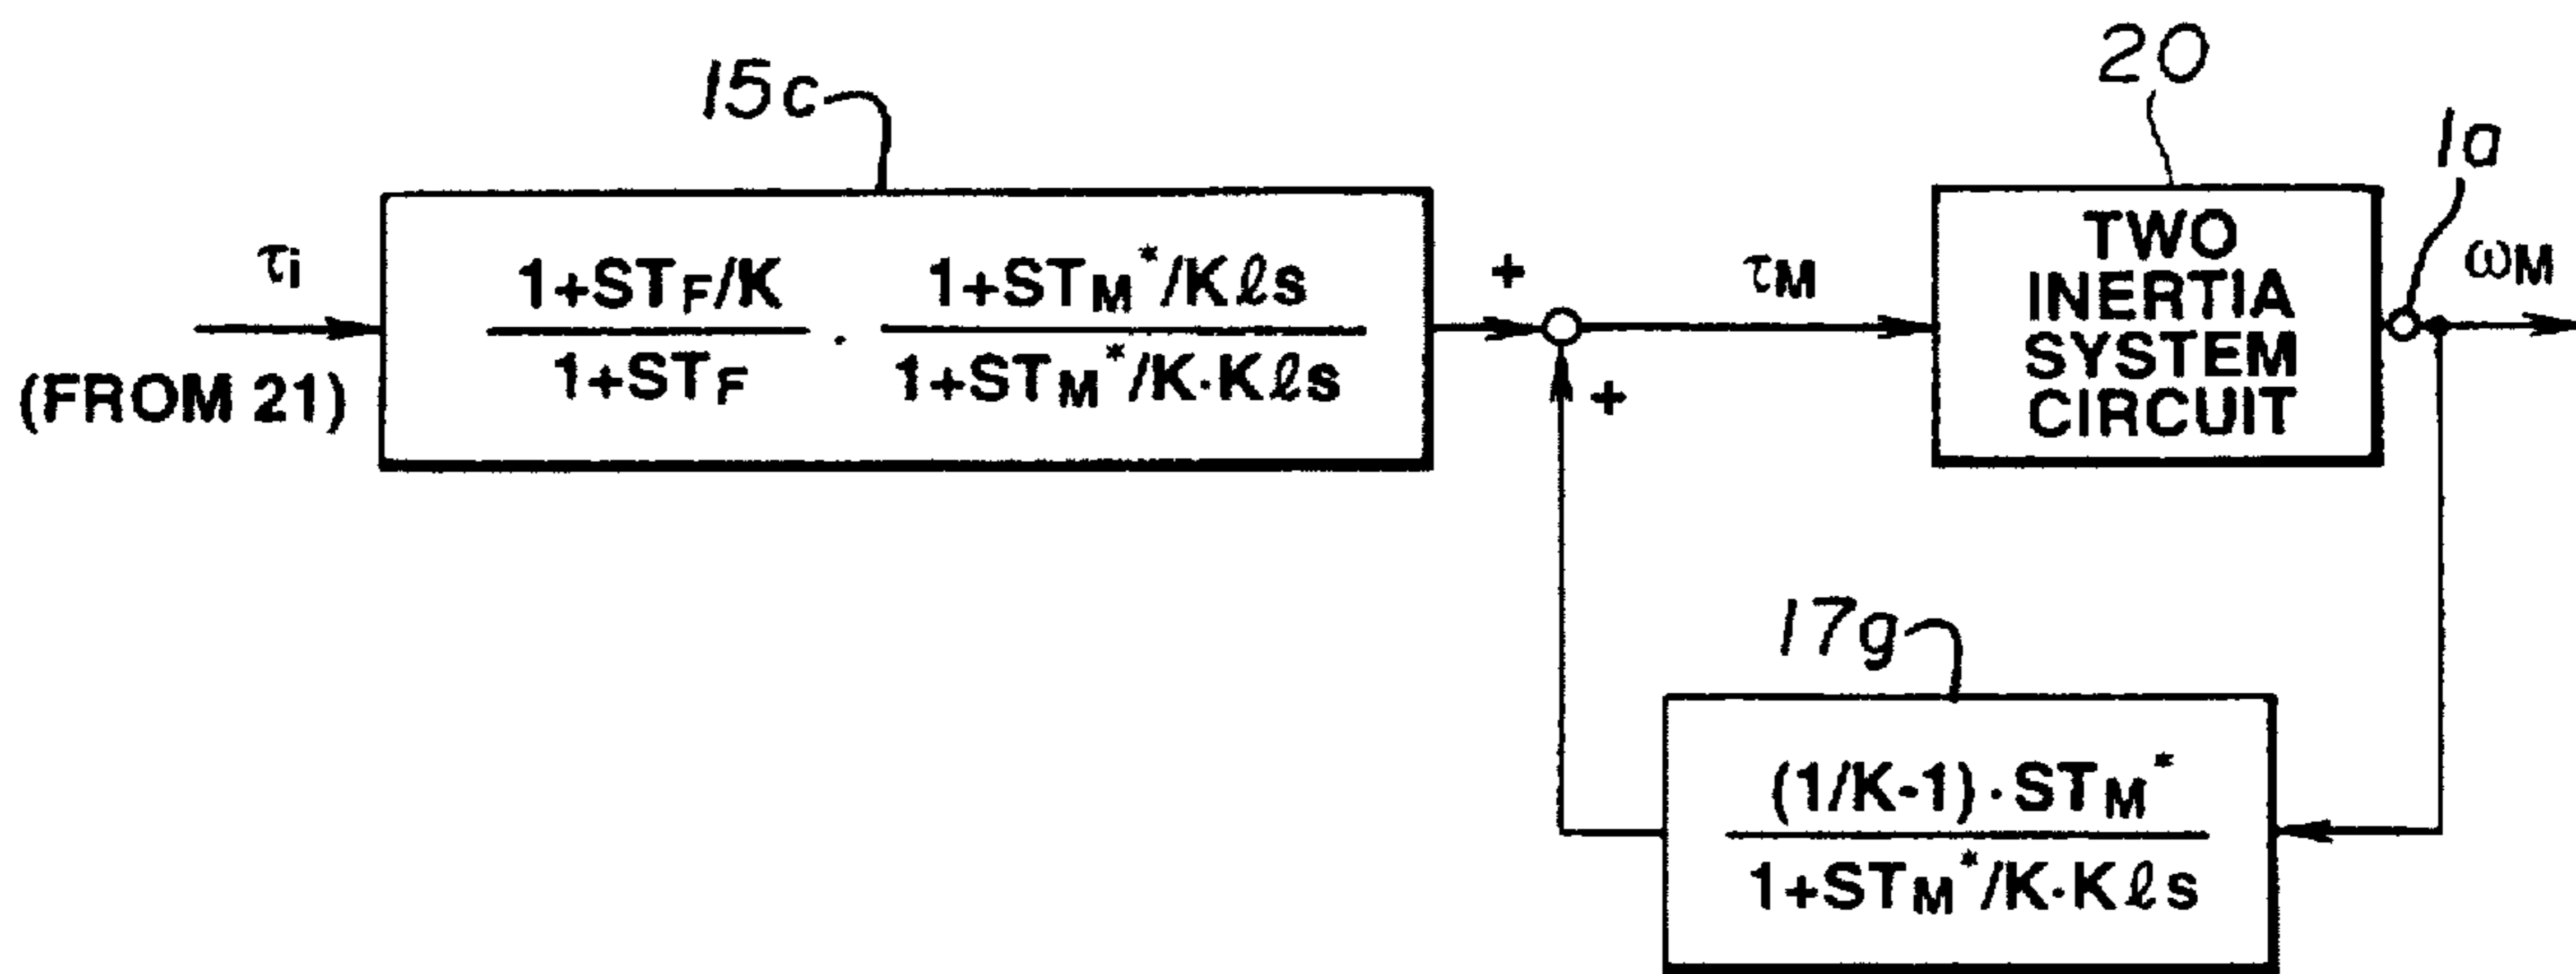 15c
20
1a
τi
(FROM 21)
1+STF/K
1+STF
·
1+STM*/Kℓs
1+STM*/K·Kℓs
+
+
τM
TWO
INERTIA
SYSTEM
CIRCUIT
ωM
17g
(1/K-1)·STM*
1+STM*/K·Kℓs